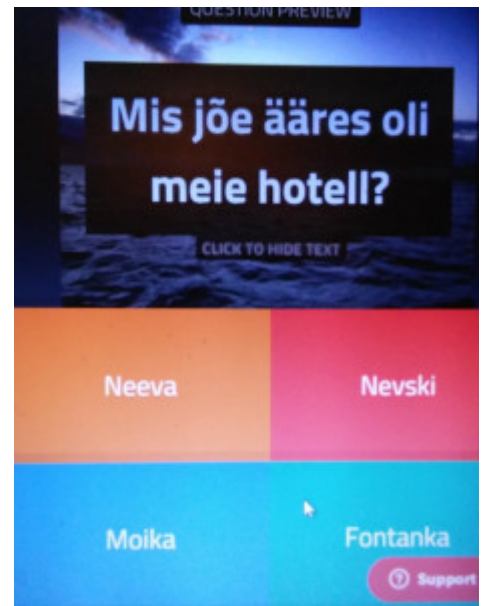 QUESTION PREVIEW
Mis jõe ääres oli
meie hotell?
CLICK TO HIDE TEXT
Neeva
Nevski
Moika
Fontanka
Support